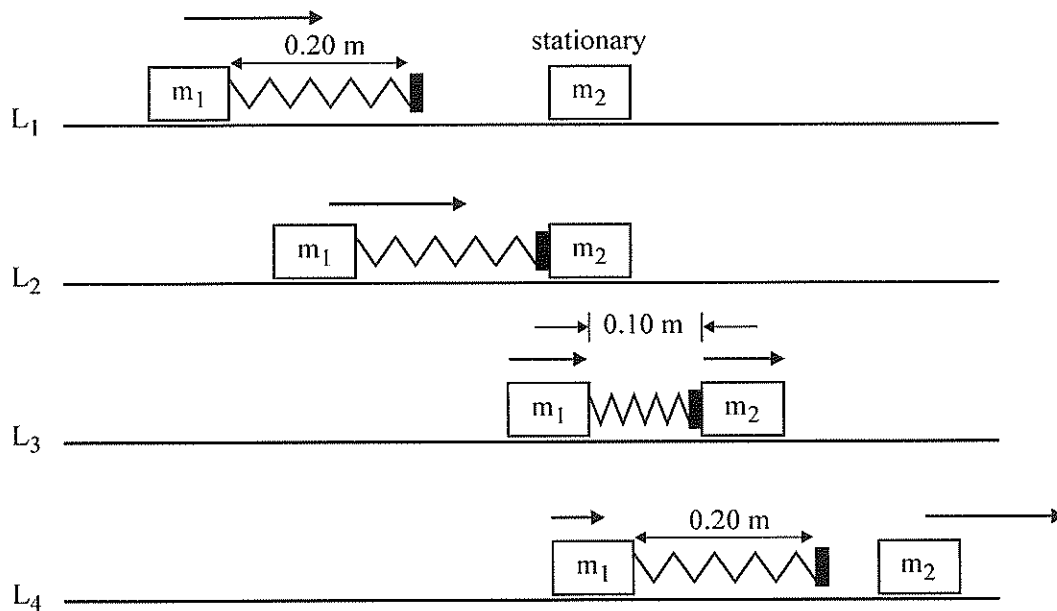 0.20 m
stationary
m₁
m₂
L₁
m₁
m₂
L₂
0.10 m
m₁
m₂
L₃
0.20 m
m₁
m₂
L₄